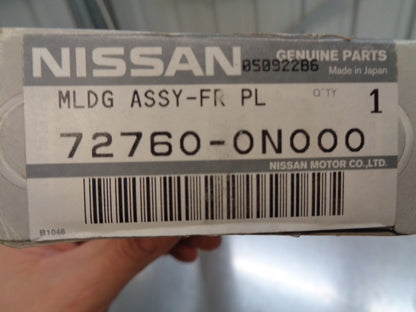 NISSAN GENUINE PARTS
050922B6 Made in Japan
MLDG ASSY-FR PL Q'TY 1
72760-0N000
NISSAN MOTOR CO.,LTD.
B1046